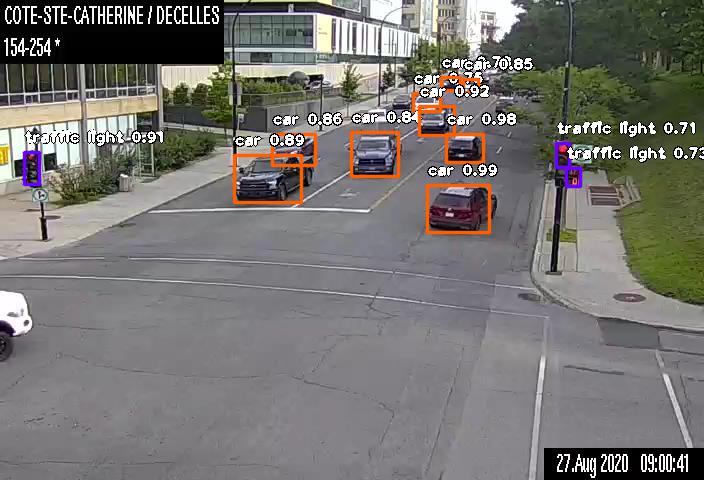 COTE-STE-CATHERINE / DECELLES
154-254 *
car 0.85
car 0.92
car 0.86
car 0.84
car 0.98
traffic light 0.91
car 0.89
traffic light 0.71
traffic light 0.73
car 0.99
27.Aug 2020 09:00:41